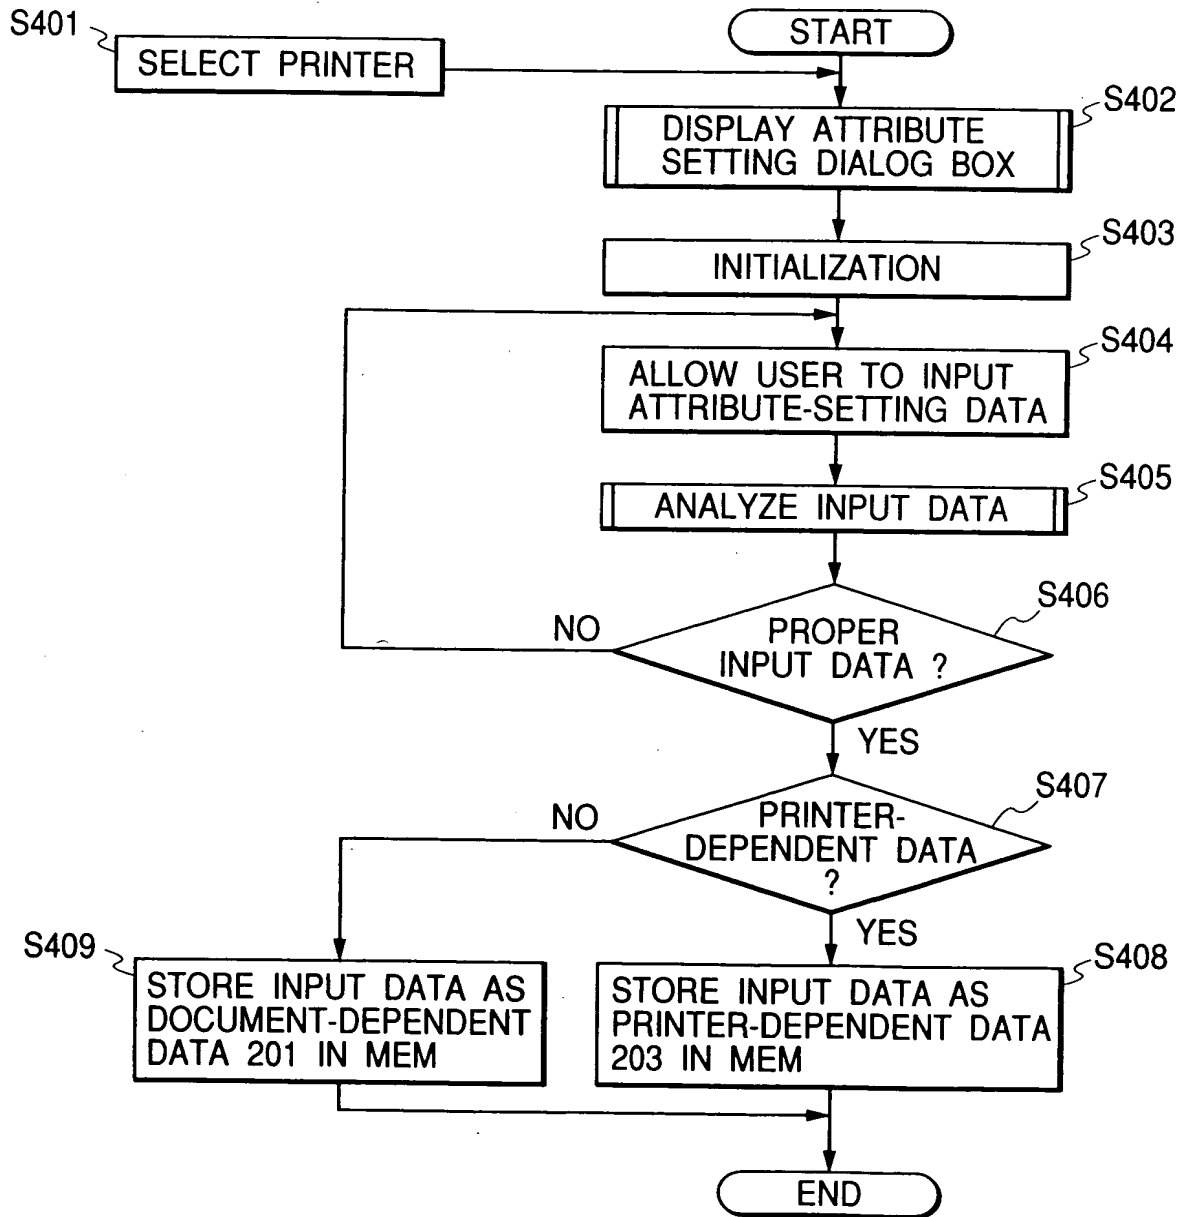 S401
SELECT PRINTER
START
S402
DISPLAY ATTRIBUTE
SETTING DIALOG BOX
S403
INITIALIZATION
S404
ALLOW USER TO INPUT
ATTRIBUTE-SETTING DATA
S405
ANALYZE INPUT DATA
S406
NO
PROPER
INPUT DATA ?
YES
S407
NO
PRINTER-
DEPENDENT DATA
?
YES
S409
STORE INPUT DATA AS
DOCUMENT-DEPENDENT
DATA 201 IN MEM
S408
STORE INPUT DATA AS
PRINTER-DEPENDENT DATA
203 IN MEM
END